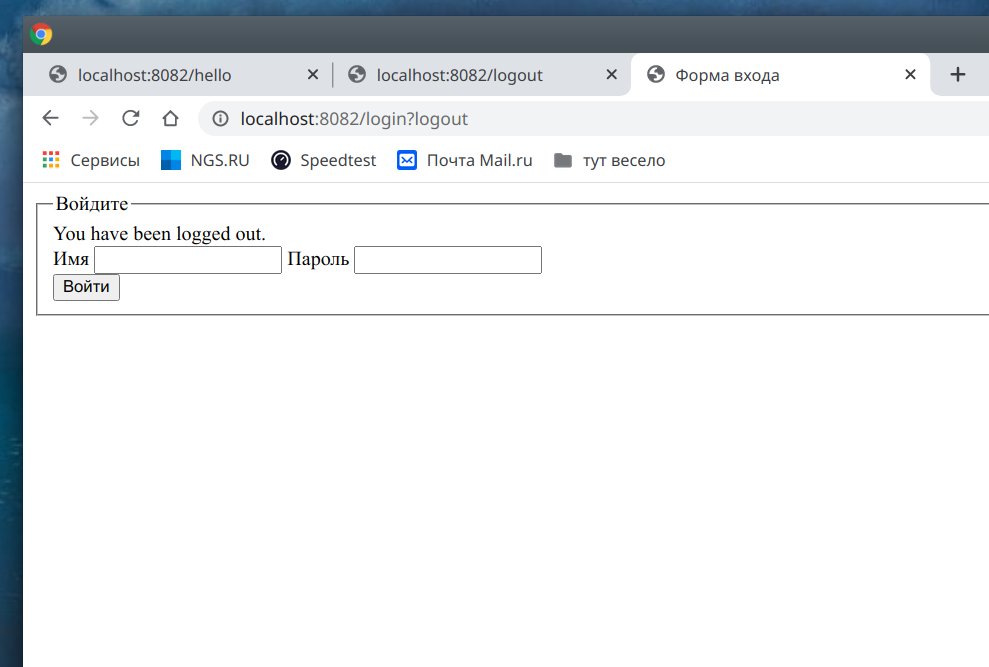 localhost:8082/hello localhost:8082/logout Форма входа
localhost:8082/login?logout
Сервисы NGS.RU Speedtest Почта Mail.ru тут весело
Войдите
You have been logged out.
Имя Пароль
Войти